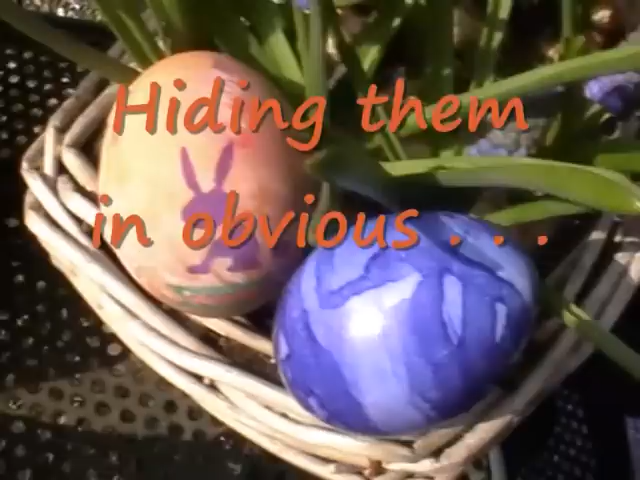 Hiding them
in obvious . . .